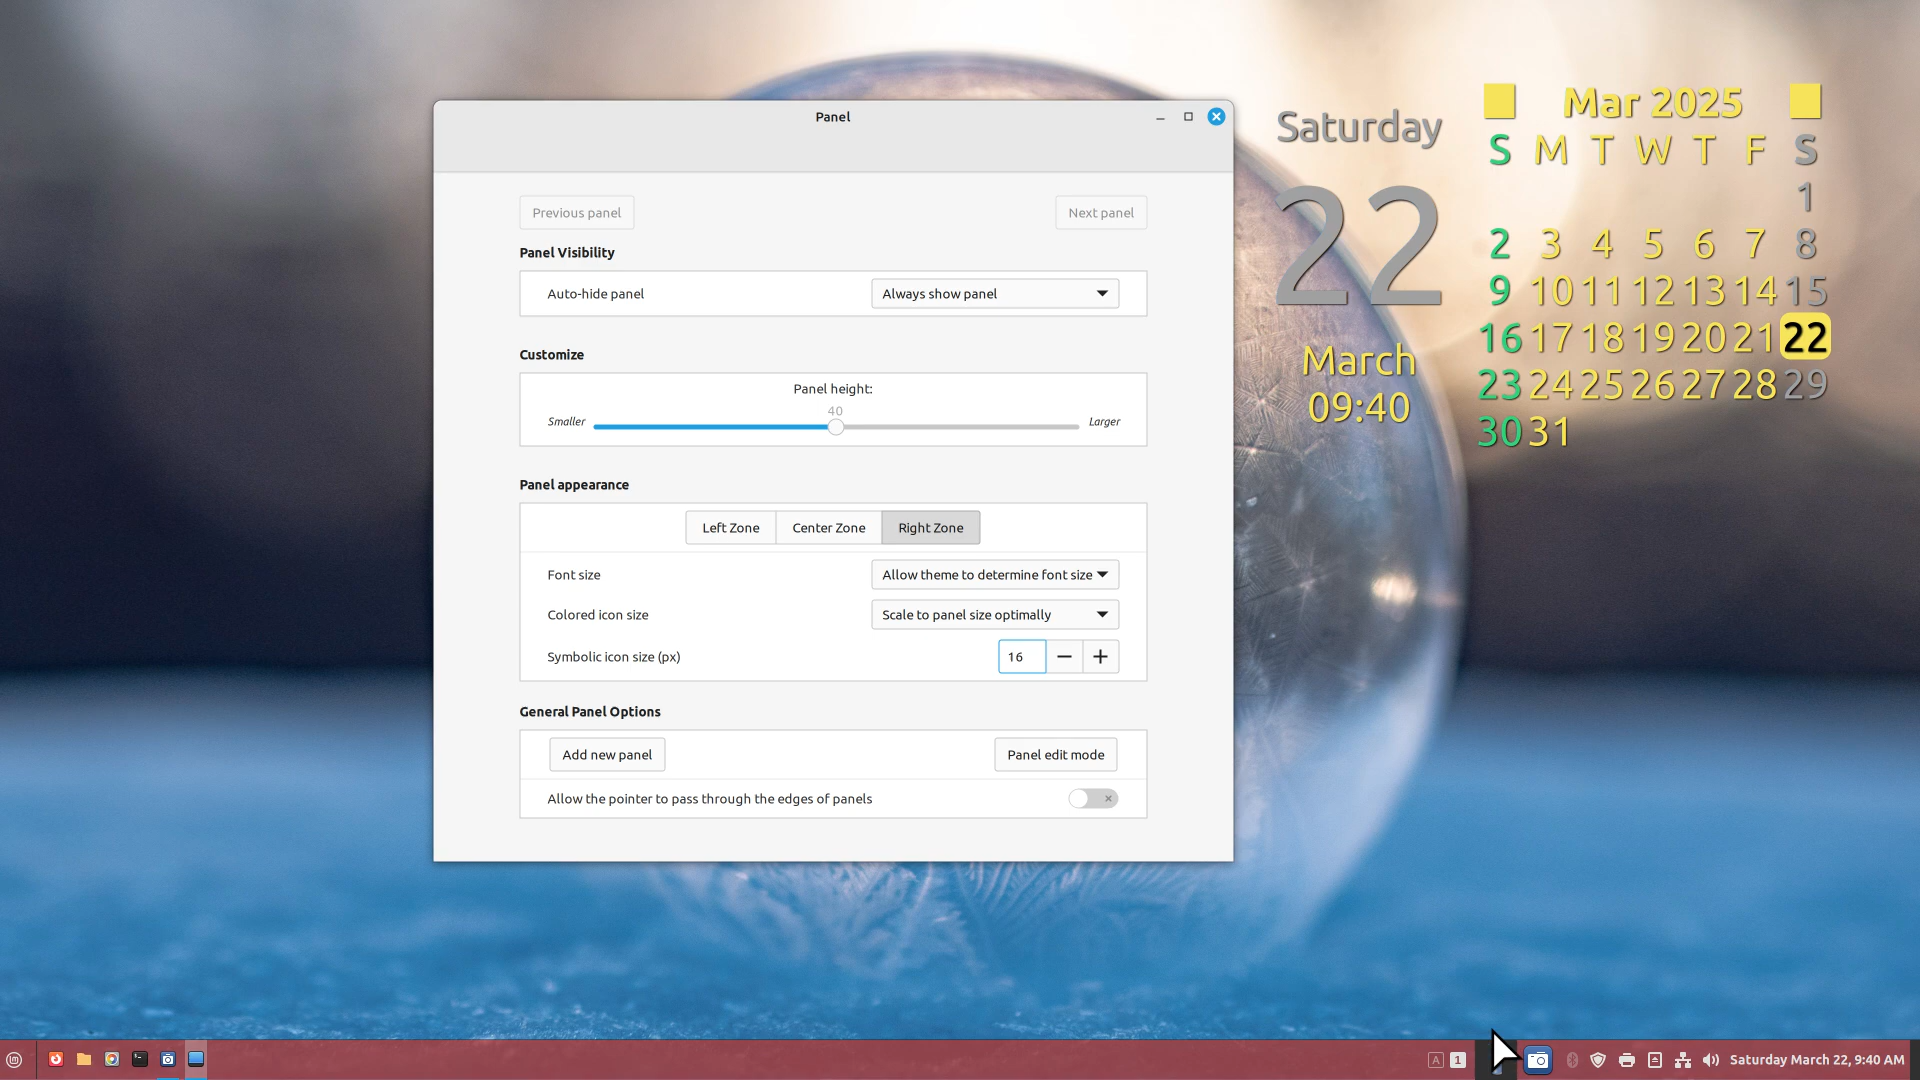 Panel
Previous panel
Next panel
Panel Visibility
Auto-hide panel
Always show panel
Customize
Panel height:
40
Smaller
Larger
Panel appearance
Left Zone
Center Zone
Right Zone
Font size
Allow theme to determine font size
Colored icon size
Scale to panel size optimally
Symbolic icon size (px)
16
General Panel Options
Add new panel
Panel edit mode
Allow the pointer to pass through the edges of panels
Saturday
22
March
09:40
Mar 2025
S M T W T F S
1
2 3 4 5 6 7 8
9 10 11 12 13 14 15
16 17 18 19 20 21 22
23 24 25 26 27 28 29
30 31
A 1
Saturday March 22, 9:40 AM